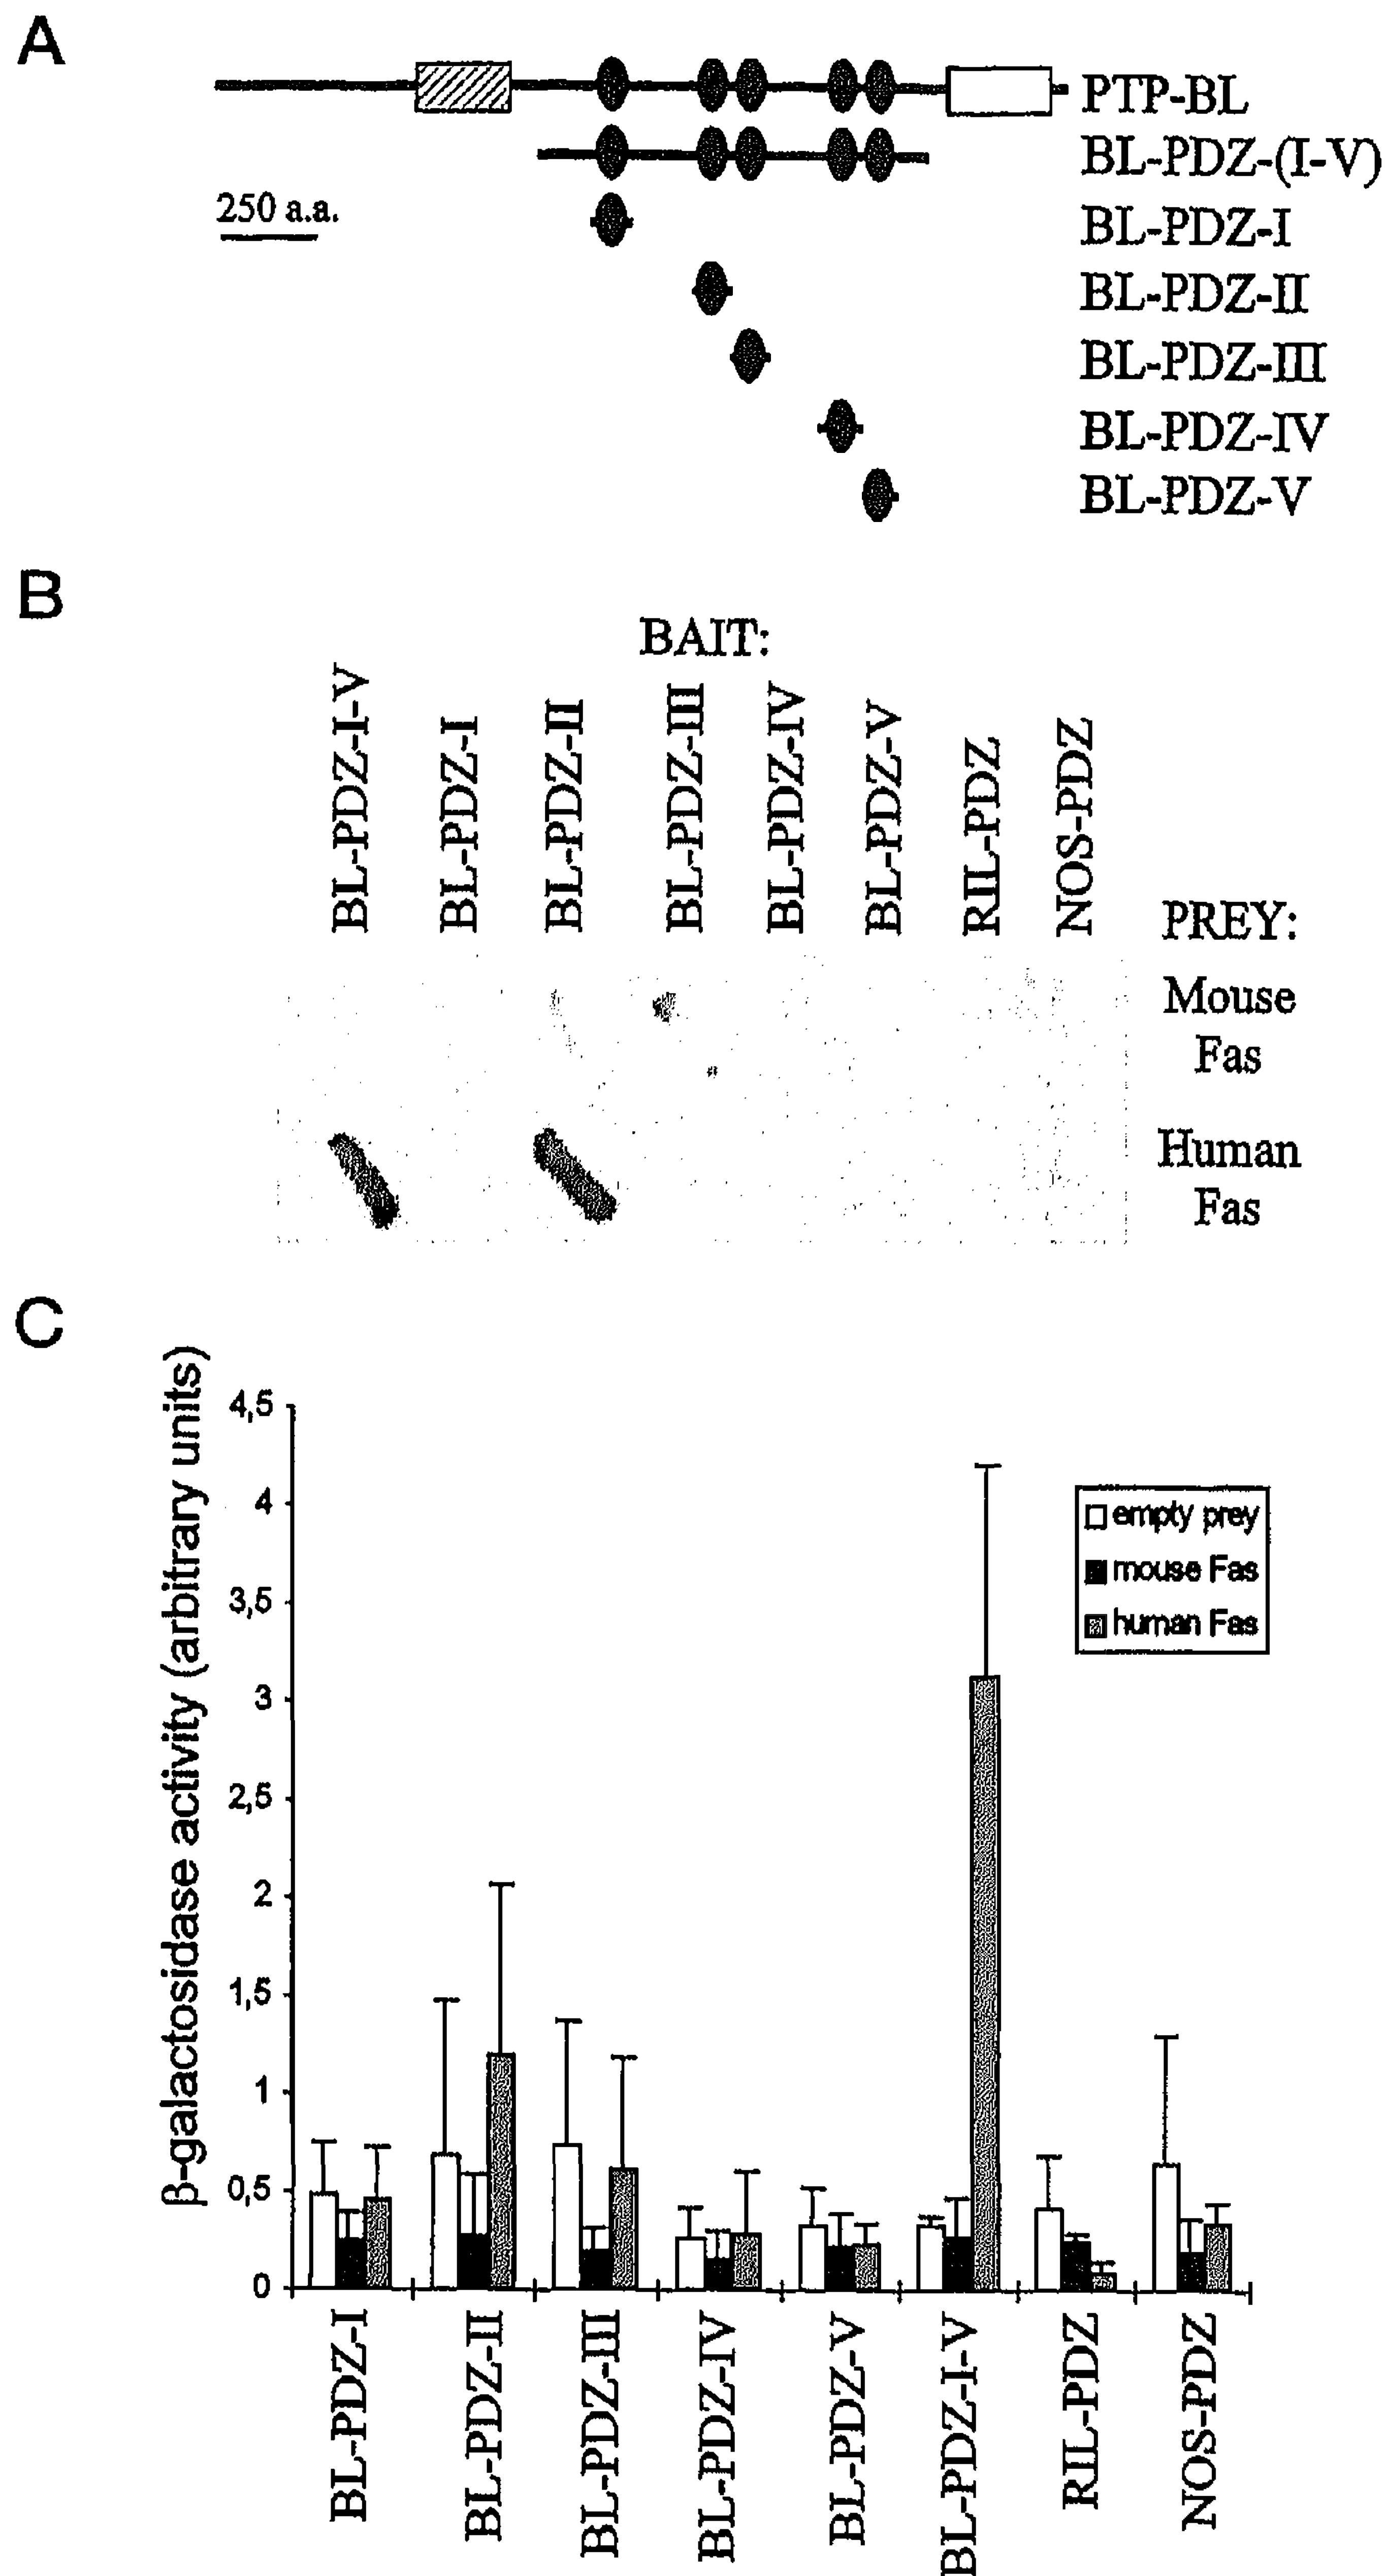 A
PTP-BL
BL-PDZ-(I-V)
250 a.a.
BL-PDZ-I
BL-PDZ-II
BL-PDZ-III
BL-PDZ-IV
BL-PDZ-V
B
BAIT:
BL-PDZ-I-V
BL-PDZ-I
BL-PDZ-II
BL-PDZ-III
BL-PDZ-IV
BL-PDZ-V
RIL-PDZ
NOS-PDZ
PREY:
Mouse
Fas
Human
Fas
C
β-galactosidase activity (arbitrary units)
4,5
4
3,5
3
2,5
2
1,5
1
0,5
0
empty prey
mouse Fas
human Fas
BL-PDZ-I
BL-PDZ-II
BL-PDZ-III
BL-PDZ-IV
BL-PDZ-V
BL-PDZ-I-V
RIL-PDZ
NOS-PDZ